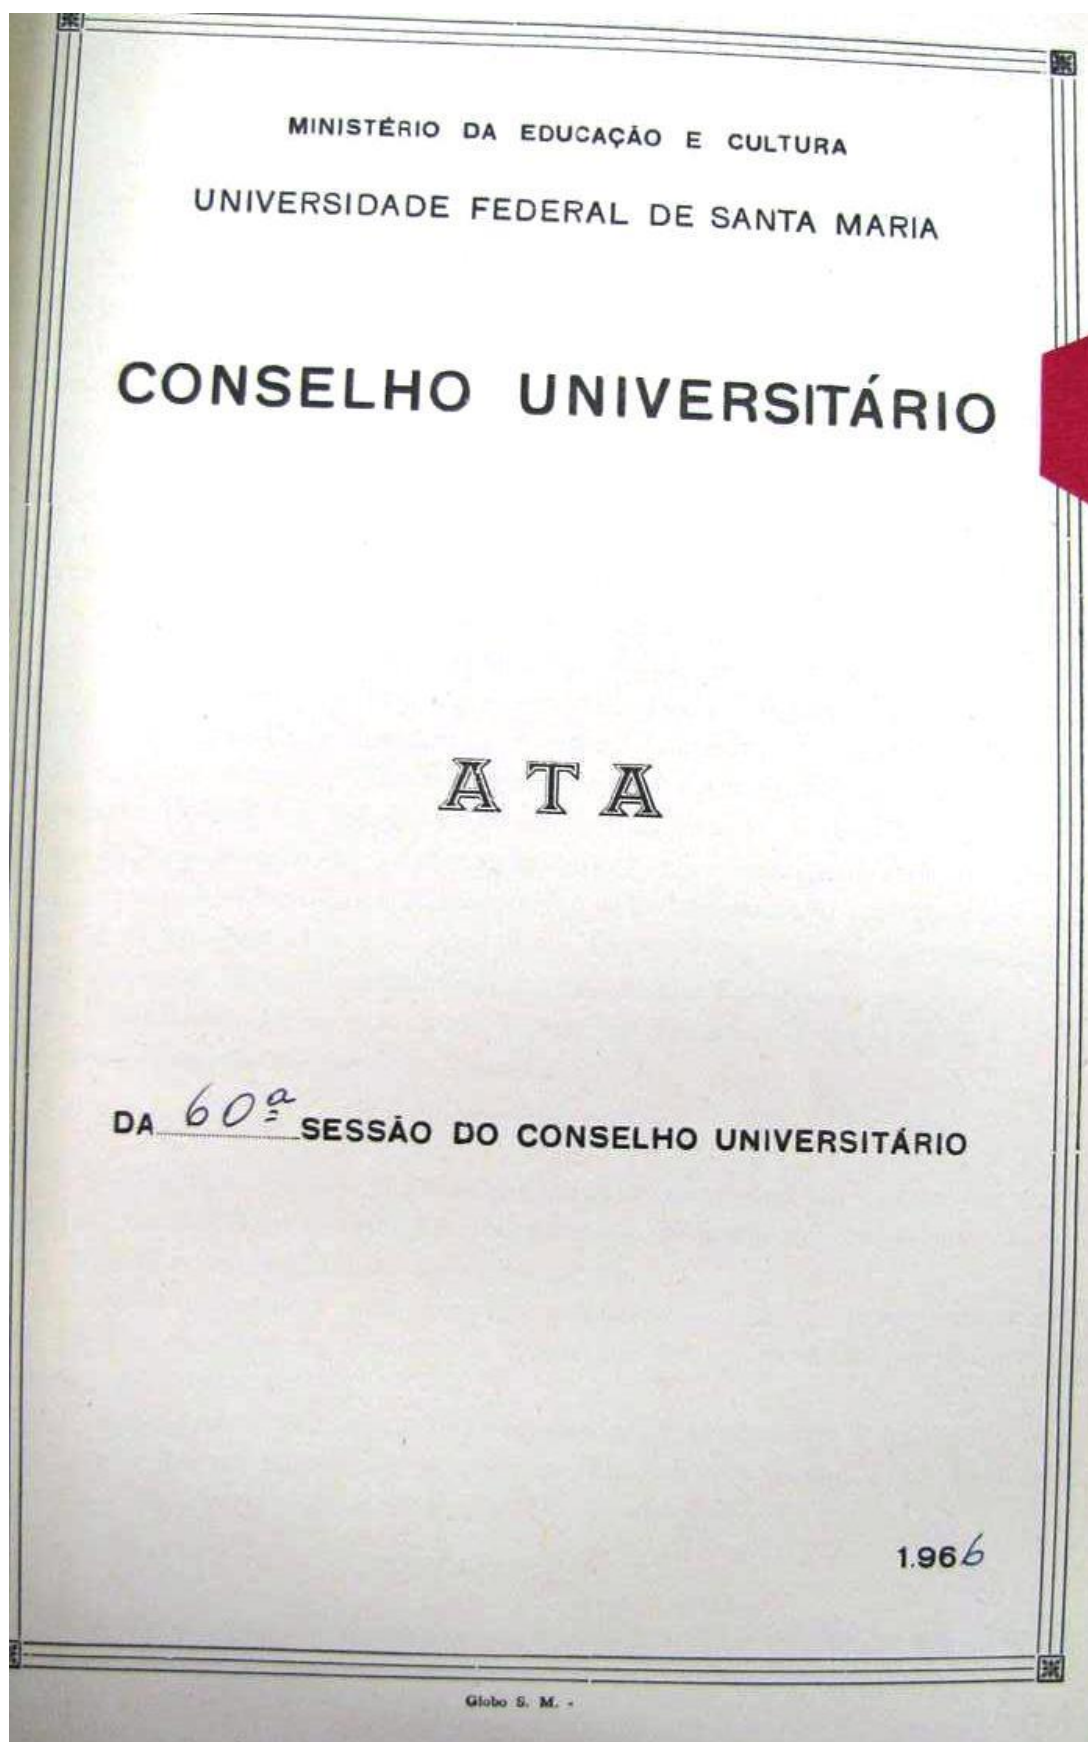 MINISTÉRIO DA EDUCAÇÃO E CULTURA
UNIVERSIDADE FEDERAL DE SANTA MARIA
CONSELHO UNIVERSITÁRIO
ATA
DA 60ª SESSÃO DO CONSELHO UNIVERSITÁRIO
1.966
Globo S. M. -